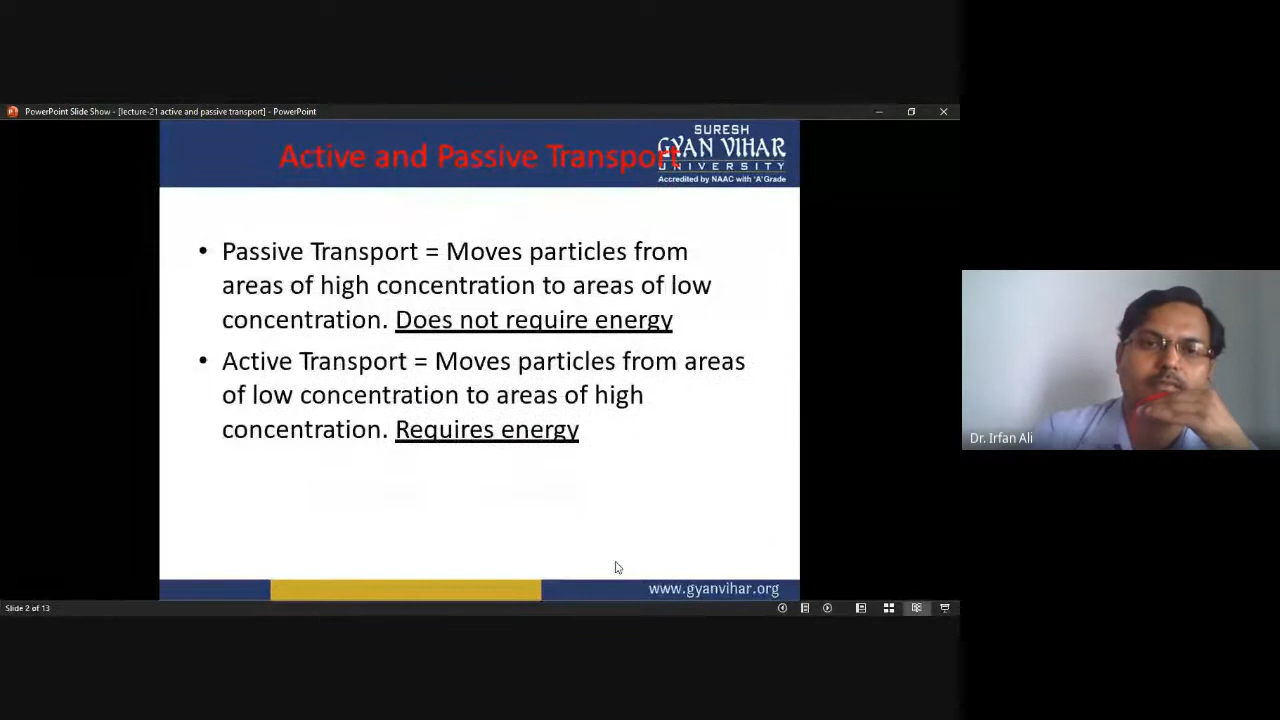 PowerPoint Slide Show - [lecture-21 active and passive transport] - PowerPoint
SURESH
GYAN VIHAR
UNIVERSITY
Accredited by NAAC with 'A' Grade
Active and Passive Transport
• Passive Transport = Moves particles from
areas of high concentration to areas of low
concentration. Does not require energy
• Active Transport = Moves particles from areas
of low concentration to areas of high
concentration. Requires energy
Dr. Irfan Ali
www.gyanvihar.org
Slide 2 of 13